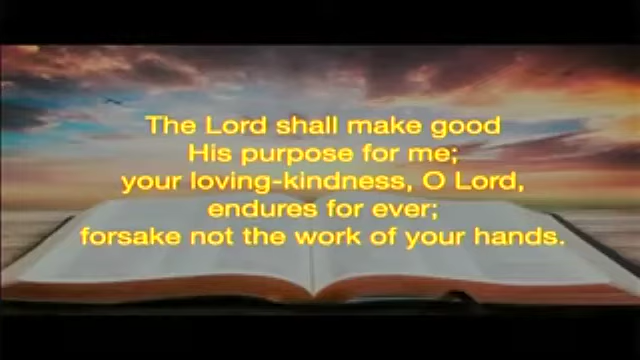 The Lord shall make good
His purpose for me;
your loving-kindness, O Lord,
endures for ever;
forsake not the work of your hands.